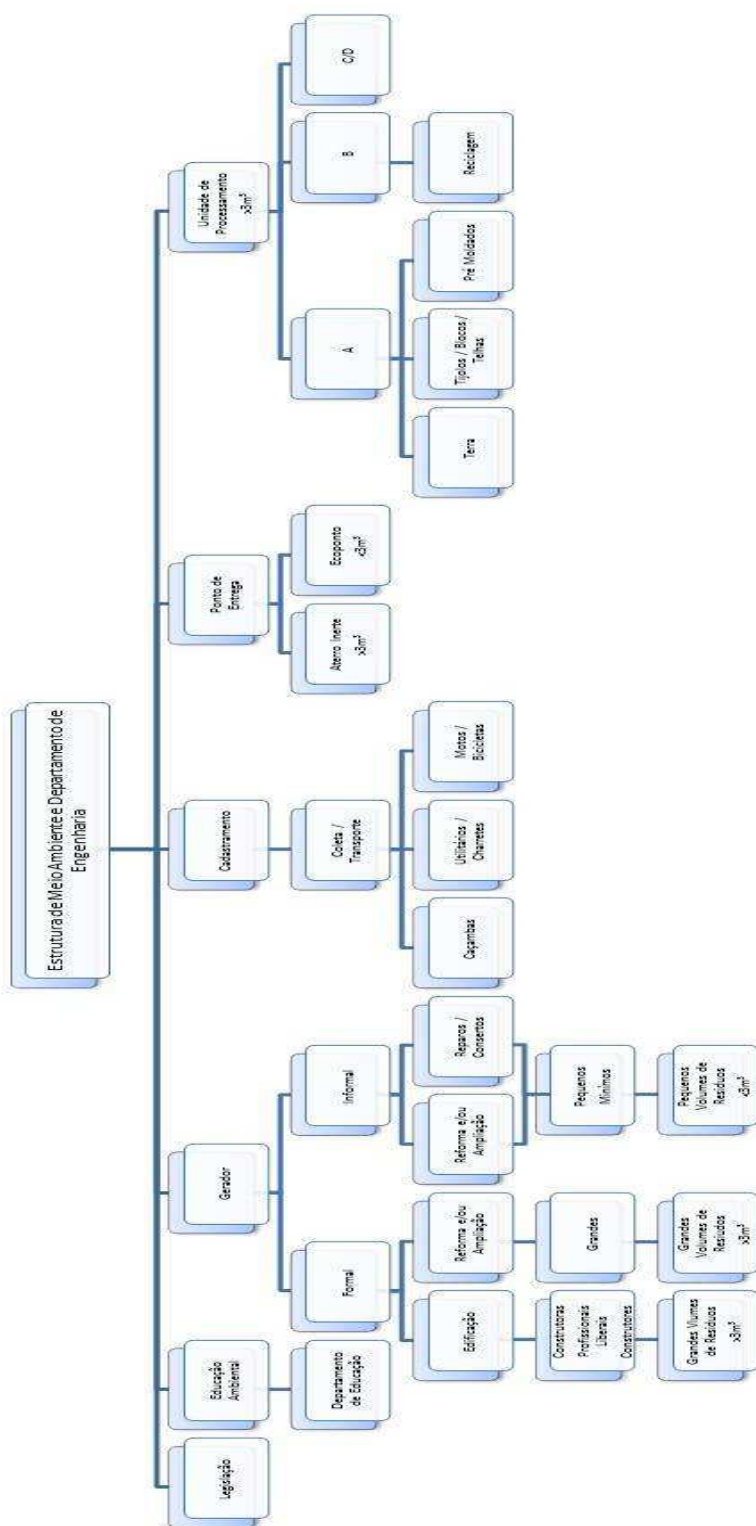 Estrutura de Meio Ambiente e Departamento de
Engenharia
Legislação
Educação
Ambiental
Departamento
de Educação
Gerador
Formal
Edificação
Construtoras
Profissionais
Liberais
Construtores
Grandes Vlumes
de Resíduos
>3m³
Reforma e/ou
Ampliação
Grandes
Grandes
Volumes de
Resíduos
>3m³
Informal
Reforma e/ou
Ampliação
Reparos /
Consertos
Pequenos
Mínimos
Pequenos
Volumes de
Resíduos
<3m³
Cadastramento
Coleta /
Transporte
Caçambas
Utilitários /
Charretes
Motos /
Bicicletas
Ponto de
Entrega
Aterro Inerte
>3m³
Ecoponto
<3m³
Unidade de
Processamento
>3m³
A
Terra
Tijolos / Blocos /
Telhas
Pré Moldados
B
Reciclagem
C/D